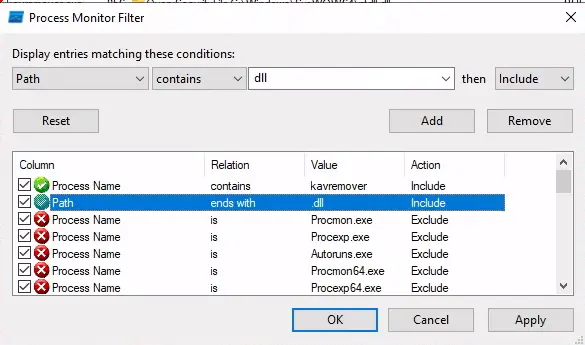 Process Monitor Filter
Display entries matching these conditions:
Path contains dll then Include
Reset Add Remove
Column Relation Value Action
Process Name contains kavremover Include
Path ends with .dll Include
Process Name is Procmon.exe Exclude
Process Name is Procexp.exe Exclude
Process Name is Autoruns.exe Exclude
Process Name is Procmon64.exe Exclude
Process Name is Procexp64.exe Exclude
OK Cancel Apply